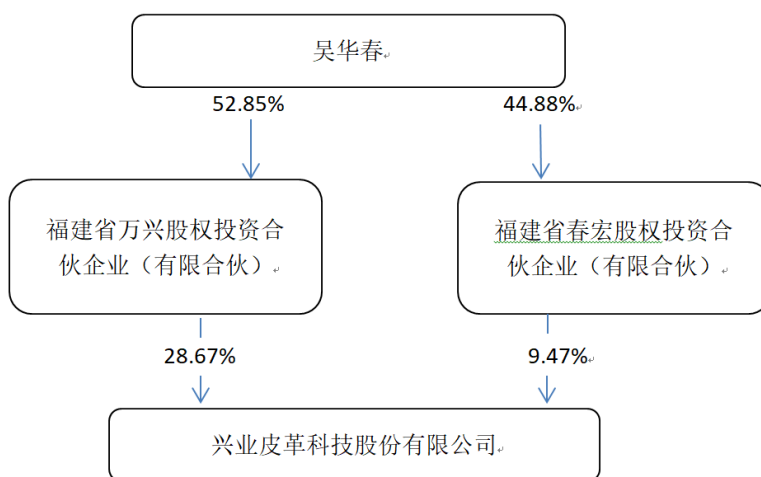 吴华春
52.85%
44.88%
福建省万兴股权投资合
伙企业（有限合伙）
福建省春宏股权投资合
伙企业（有限合伙）
28.67%
9.47%
兴业皮革科技股份有限公司